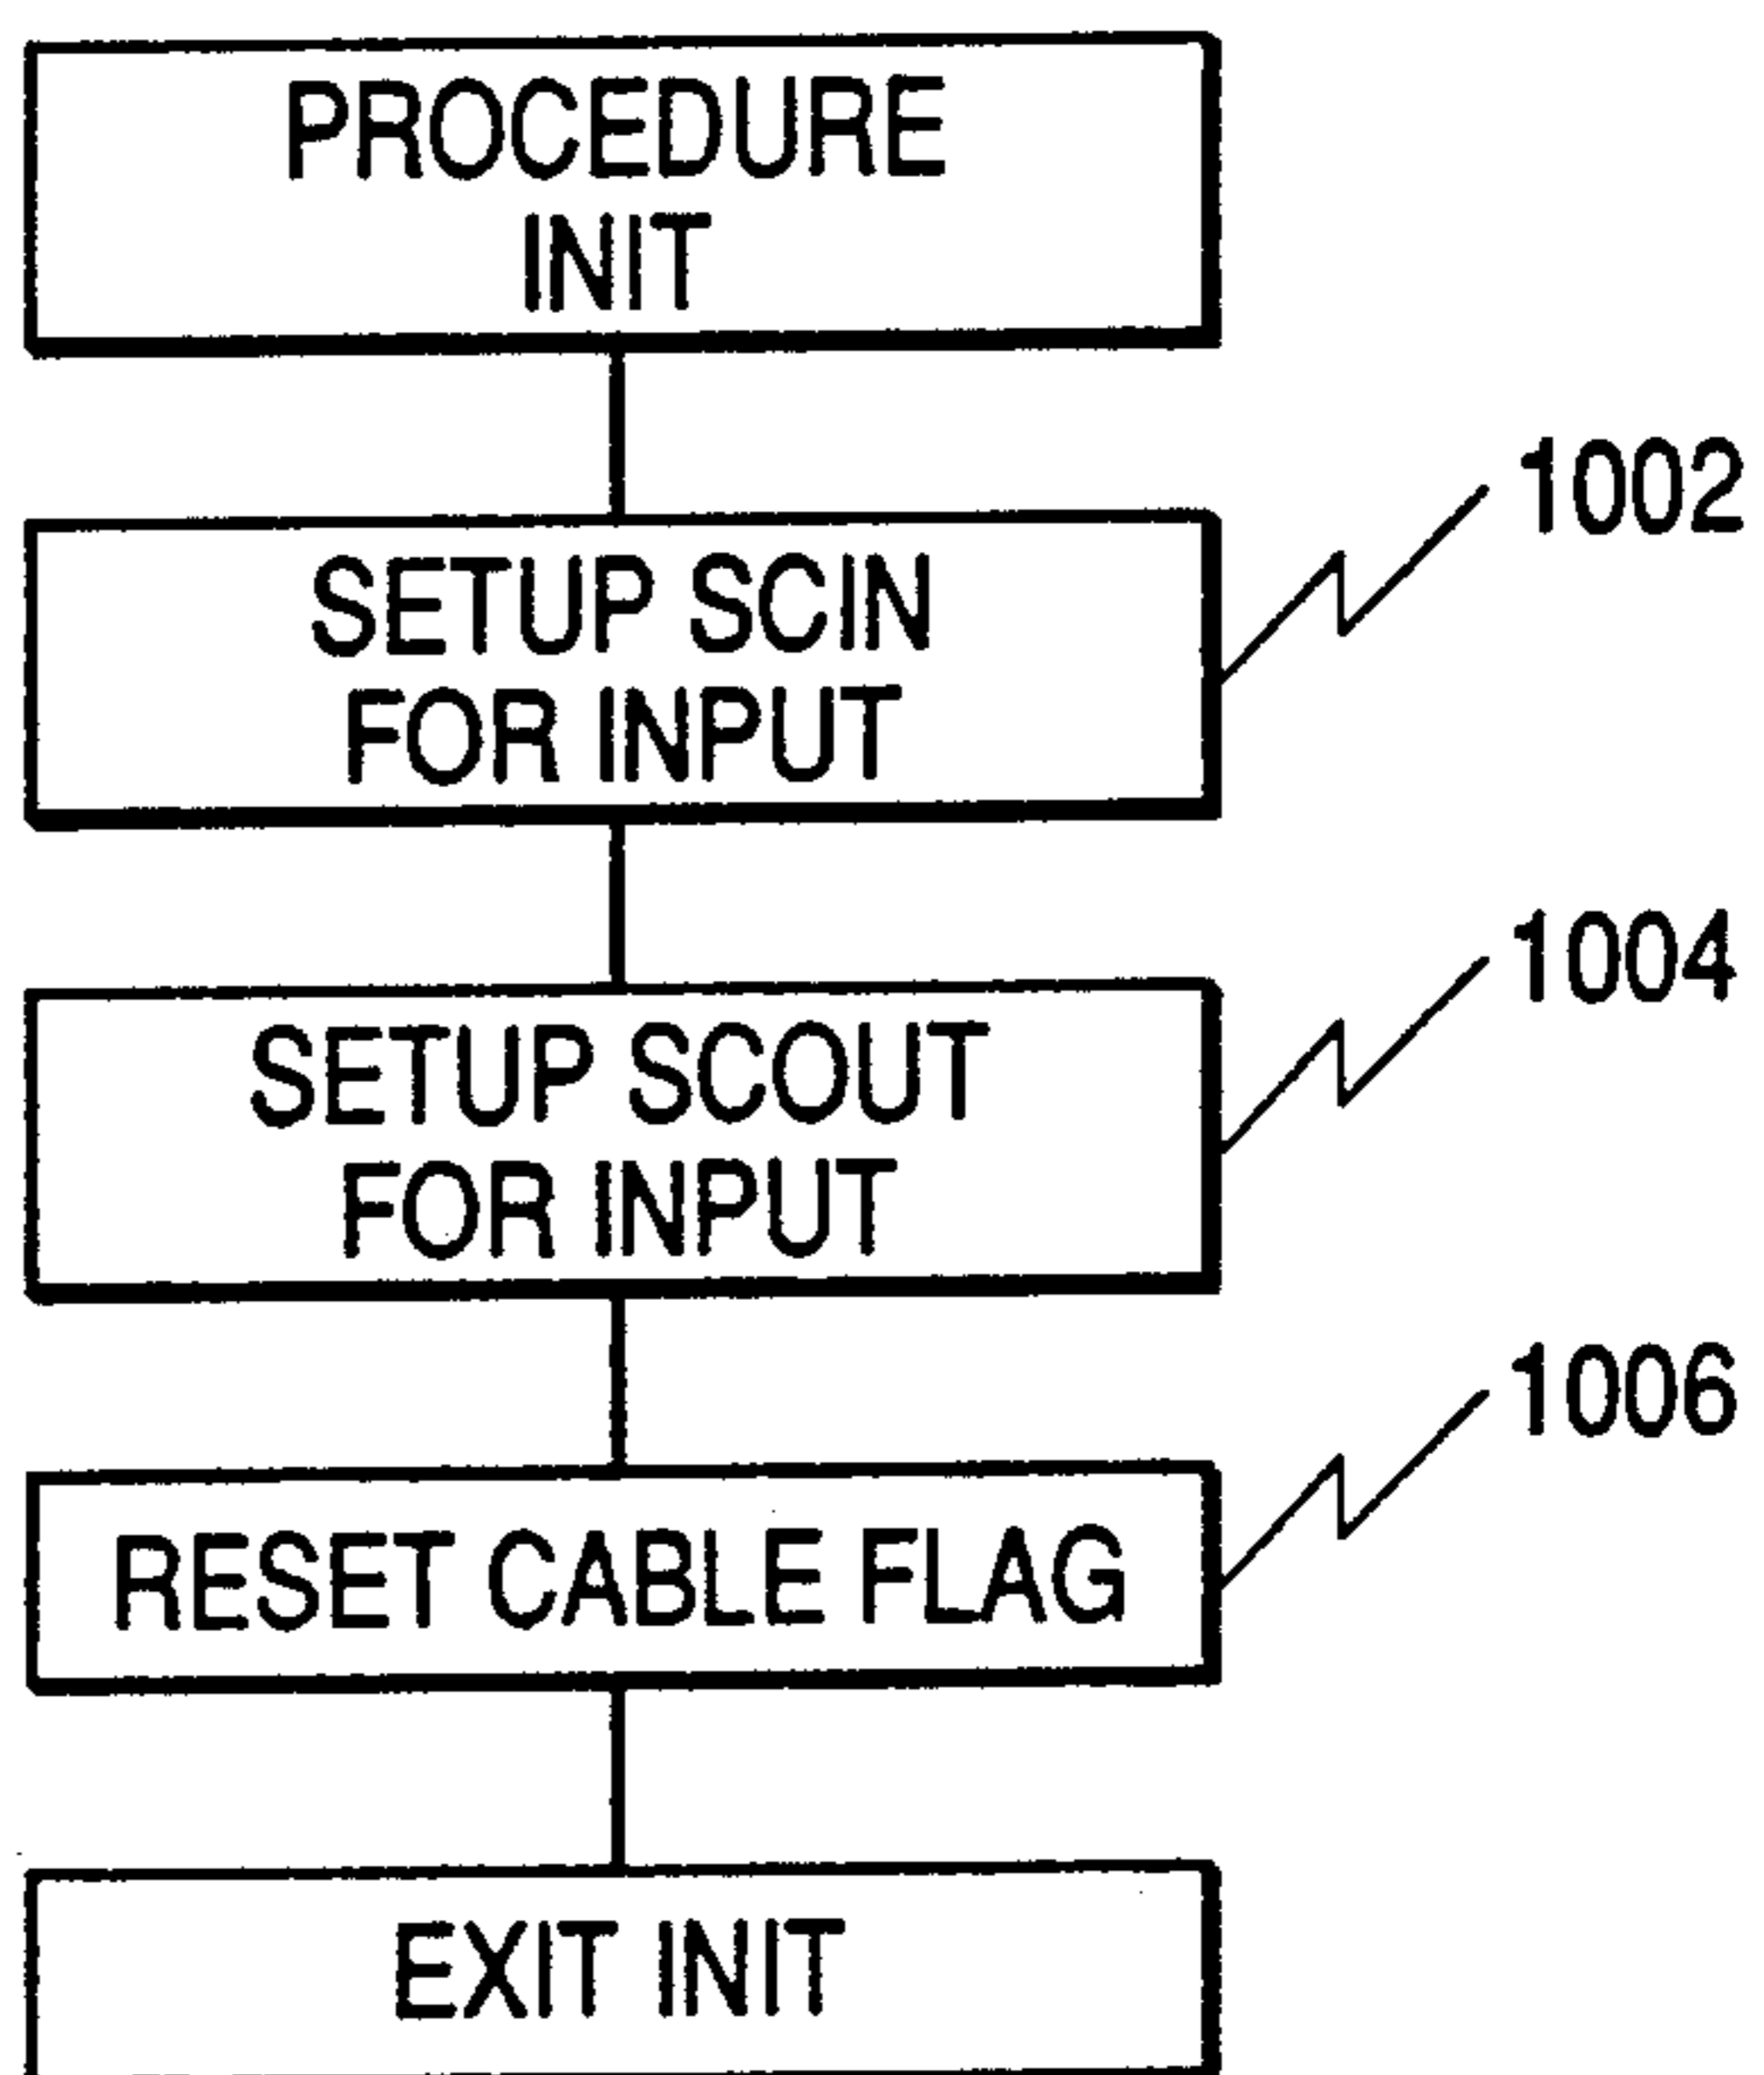 PROCEDURE
INIT
1002
SETUP SCIN
FOR INPUT
1004
SETUP SCOUT
FOR INPUT
1006
RESET CABLE FLAG
EXIT INIT